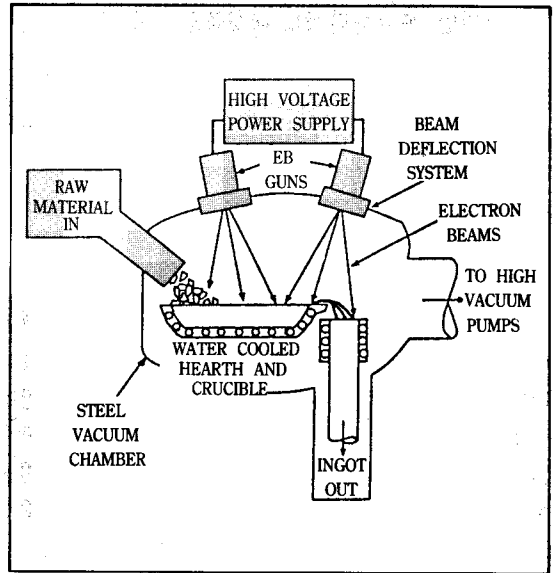 HIGH VOLTAGE
POWER SUPPLY
EB
GUNS
BEAM
DEFLECTION
SYSTEM
RAW
MATERIAL
IN
ELECTRON
BEAMS
TO HIGH
VACUUM
PUMPS
WATER COOLED
HEARTH AND
CRUCIBLE
STEEL
VACUUM
CHAMBER
INGOT
OUT